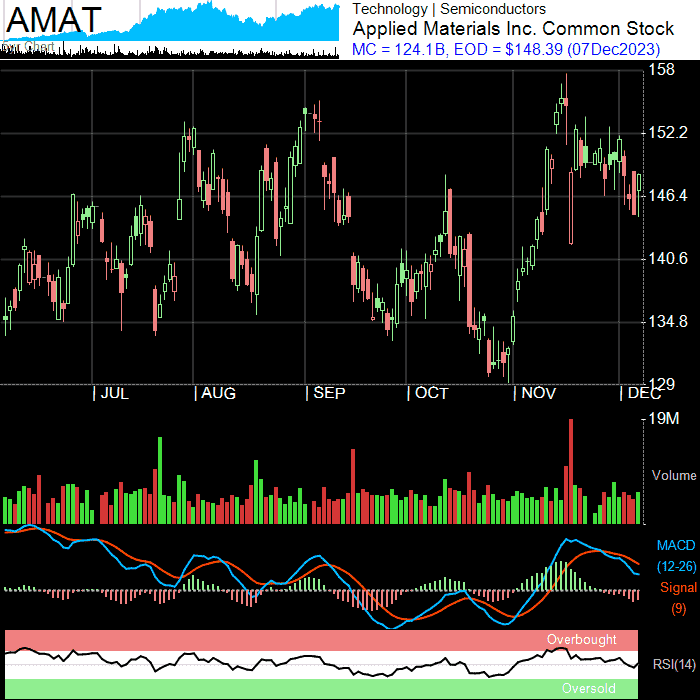 AMAT
Technology | Semiconductors
Applied Materials Inc. Common Stock
MC = 124.1B, EOD = $148.39 (07Dec2023)
Chart
158
152.2
146.4
140.6
134.8
129
| JUL | AUG | SEP | OCT | NOV | DEC
19M
Volume
MACD
(12-26)
Signal
(9)
Overbought
RSI(14)
Oversold